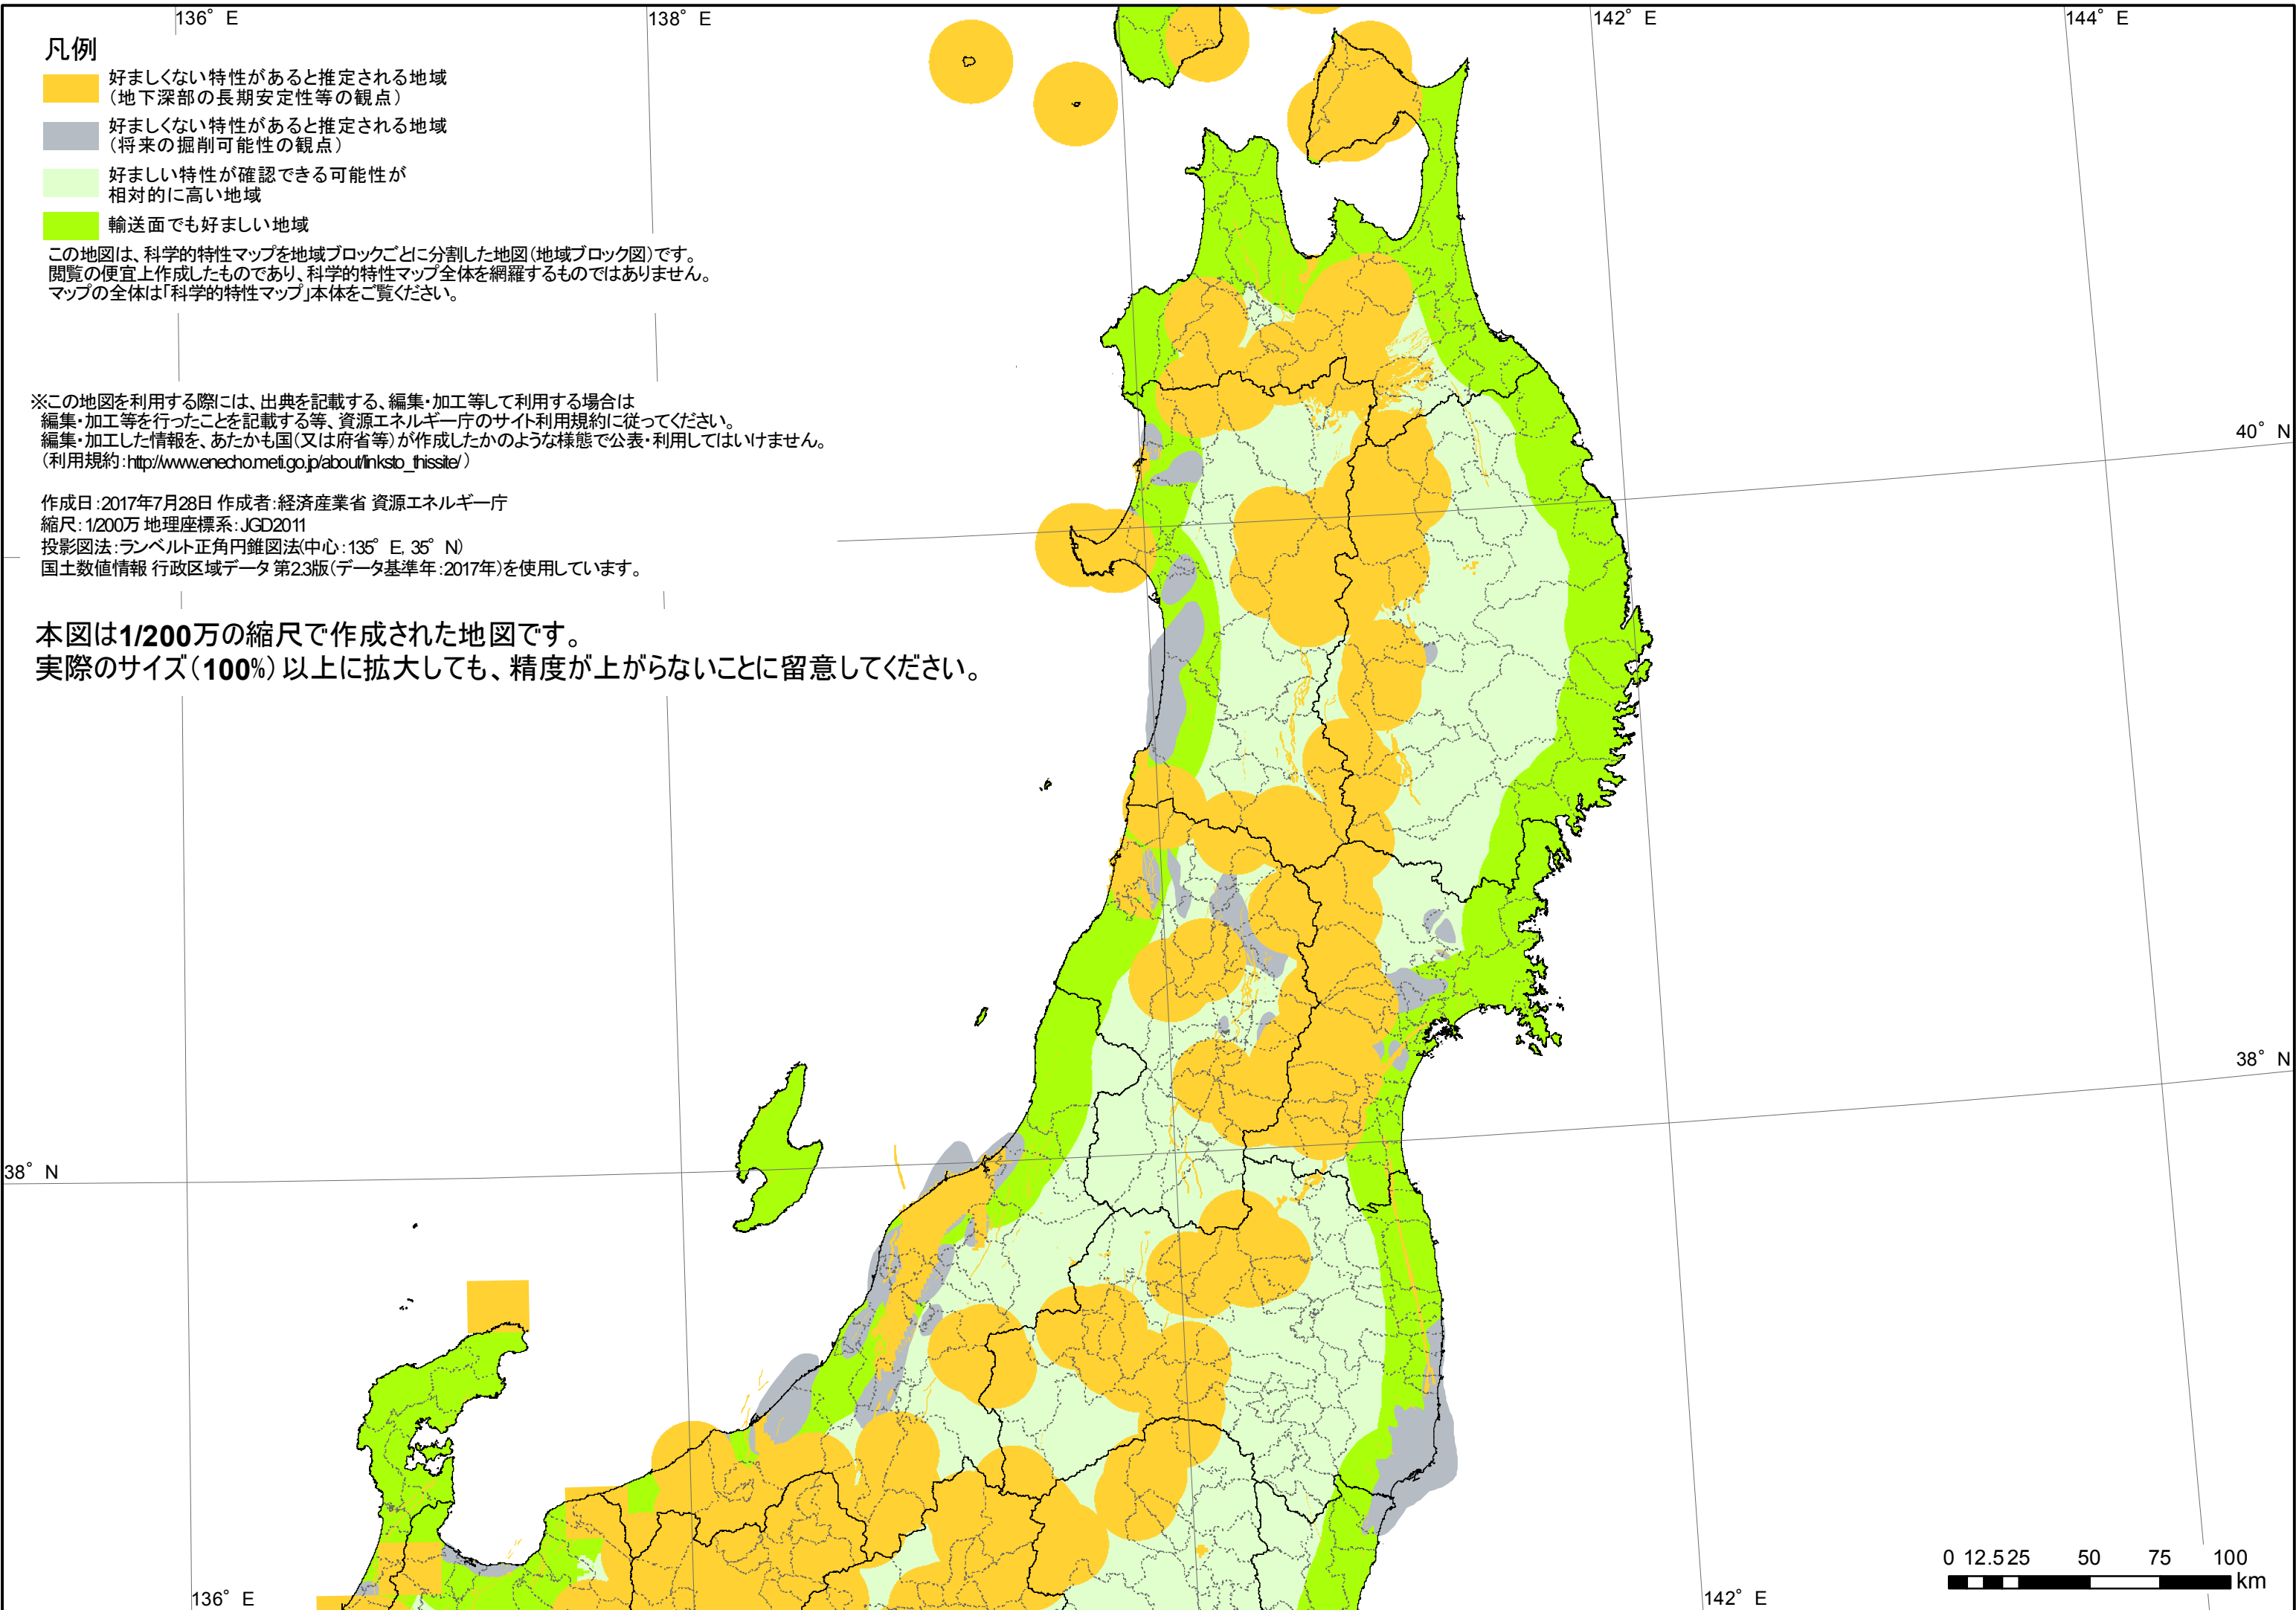 136° E
138° E
142° E
144° E
凡例
好ましくない特性があると推定される地域
（地下深部の長期安定性等の観点）
好ましくない特性があると推定される地域
（将来の掘削可能性の観点）
好ましい特性が確認できる可能性が
相対的に高い地域
輸送面でも好ましい地域
この地図は、科学的特性マップを地域ブロックごとに分割した地図（地域ブロック図）です。
閲覧の便宜上作成したものであり、科学的特性マップ全体を網羅するものではありません。
マップの全体は「科学的特性マップ」本体をご覧ください。
※この地図を利用する際には、出典を記載する、編集・加工等して利用する場合は
編集・加工等を行ったことを記載する等、資源エネルギー庁のサイト利用規約に従ってください。
編集・加工した情報を、あたかも国（又は府省等）が作成したかのような様態で公表・利用してはいけません。
（利用規約：http://www.enecho.meti.go.jp/about/linksto_thissite/）
40° N
作成日：2017年7月28日 作成者：経済産業省 資源エネルギー庁
縮尺：1/200万 地理座標系：JGD2011
投影図法：ランベルト正角円錐図法(中心：135° E, 35° N)
国土数値情報 行政区域データ 第2.3版（データ基準年：2017年）を使用しています。
本図は1/200万の縮尺で作成された地図です。
実際のサイズ（100%）以上に拡大しても、精度が上がらないことに留意してください。
38° N
38° N
0 12.5 25 50 75 100
km
136° E
142° E